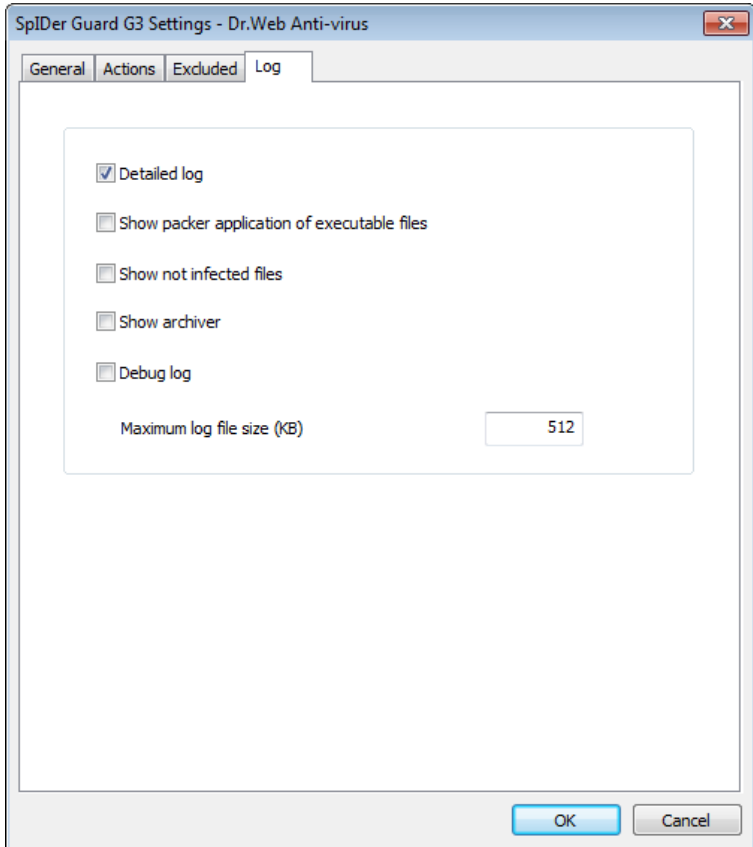 SpIDer Guard G3 Settings - Dr.Web Anti-virus
General Actions Excluded Log
Detailed log
Show packer application of executable files
Show not infected files
Show archiver
Debug log
Maximum log file size (KB) 512
OK Cancel